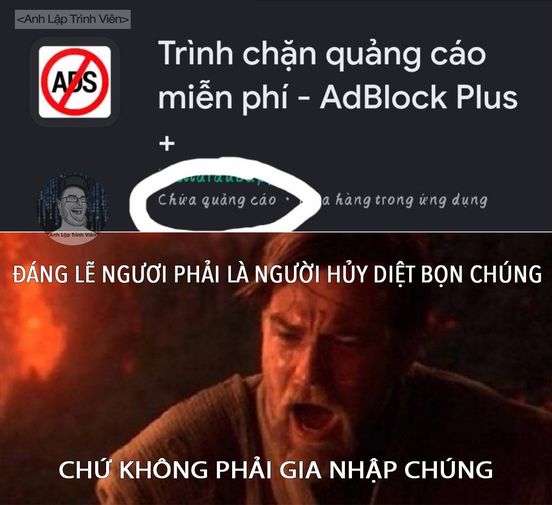 <Anh Lập Trình Viên>
ADS
Trình chặn quảng cáo
miễn phí - AdBlock Plus
+
Chứa quảng cáo • a hàng trong ứng dụng
Anh Lập Trình Viên
ĐÁNG LẼ NGƯƠI PHẢI LÀ NGƯỜI HỦY DIỆT BỌN CHÚNG
CHỨ KHÔNG PHẢI GIA NHẬP CHÚNG